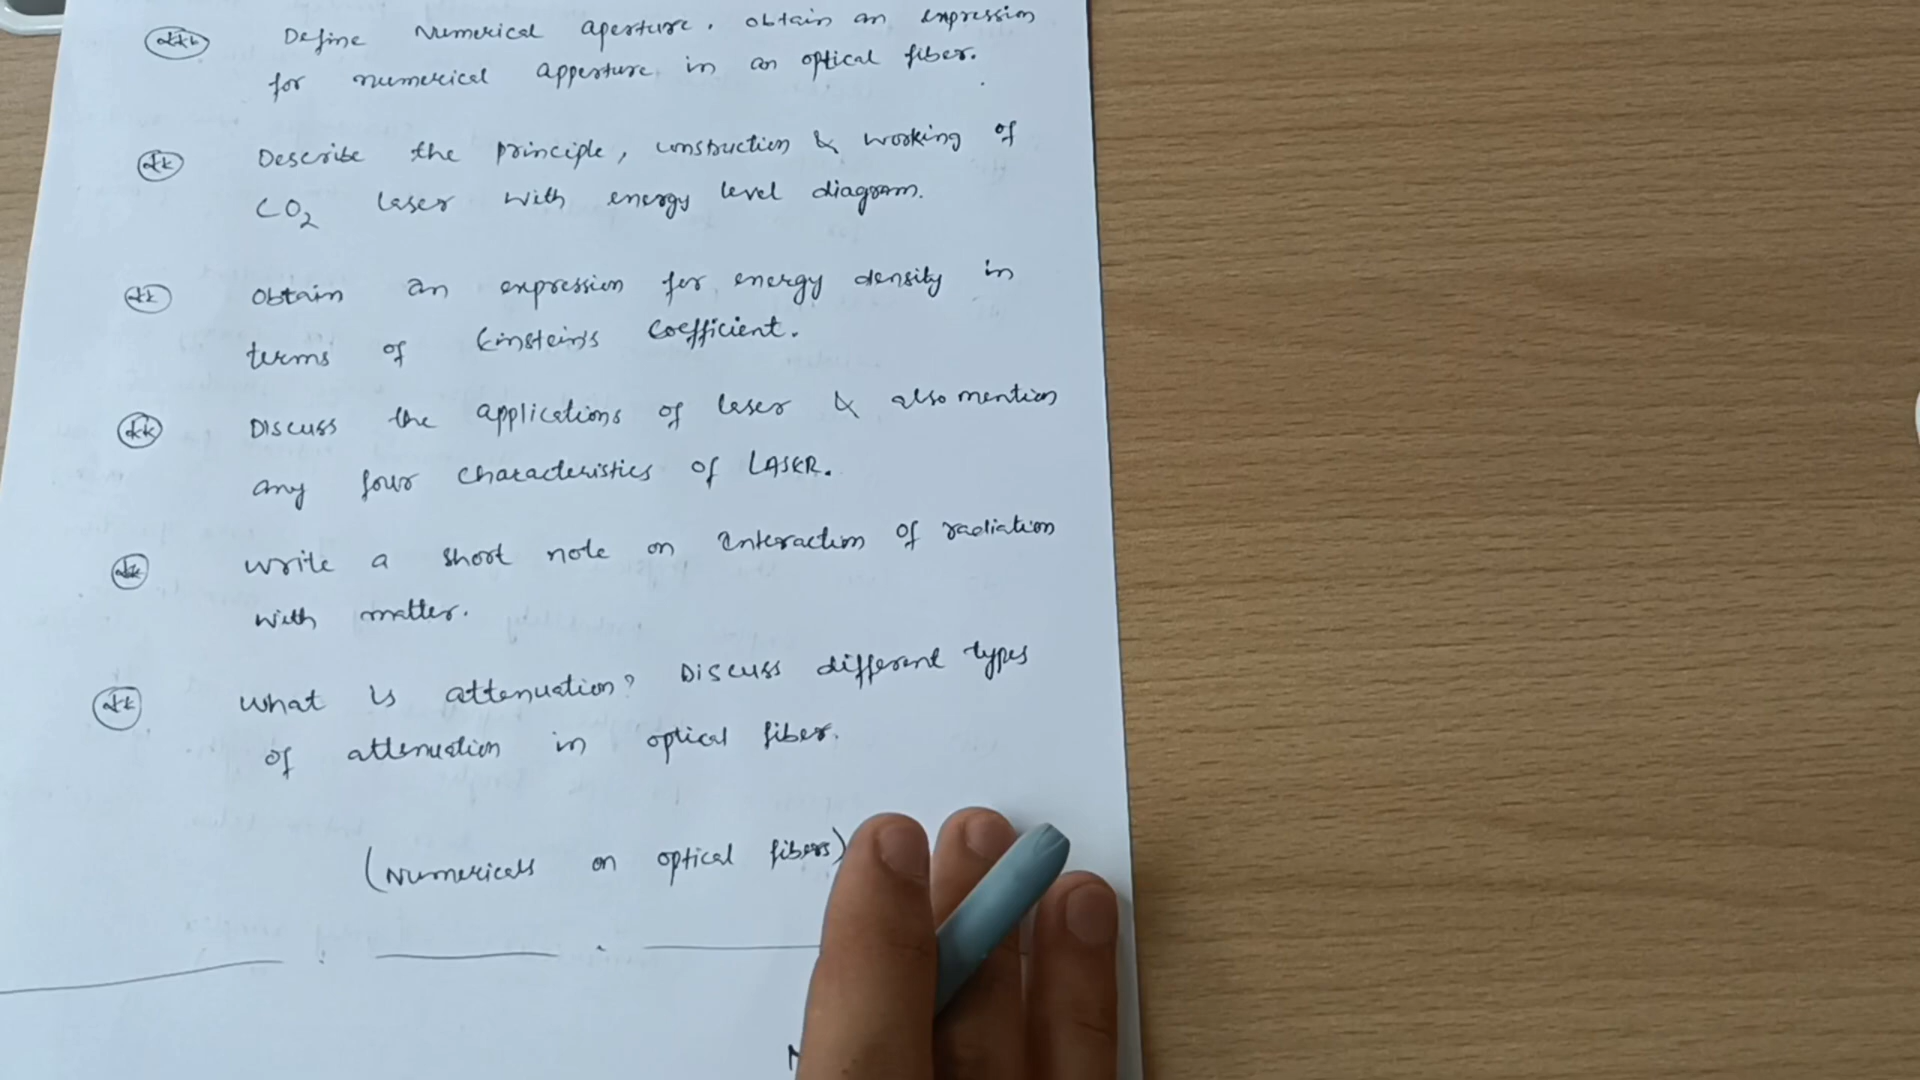 Define Numerical aperture. Obtain an expression
for numerical apperture in an optical fiber.
Describe the principle, construction & working of
CO2 laser with energy level diagram.
Obtain an expression for energy density in
terms of Einstein's coefficient.
Discuss the applications of laser & also mention
any four characteristics of LASER.
Write a short note on Interaction of radiation
with matter.
What is attenuation? Discuss different types
of attenuation in optical fiber.
(Numericals on optical fibers)